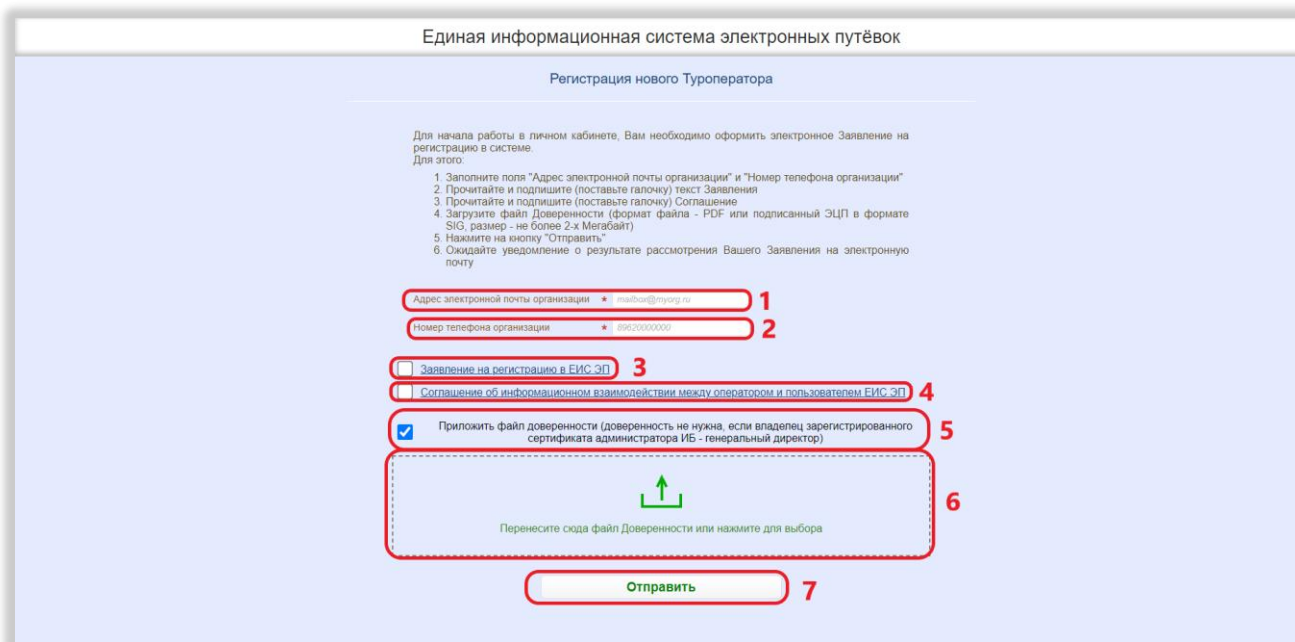 Единая информационная система электронных путёвок
Регистрация нового Туроператора
Для начала работы в личном кабинете, Вам необходимо оформить электронное Заявление на
регистрацию в системе.
Для этого:
1. Заполните поля "Адрес электронной почты организации" и "Номер телефона организации"
2. Прочитайте и подпишите (поставьте галочку) текст Заявления
3. Прочитайте и подпишите (поставьте галочку) Соглашение
4. Загрузите файл Доверенности (формат файла - PDF или подписанный ЭЦП в формате
SIG, размер - не более 2-х Мегабайт)
5. Нажмите на кнопку "Отправить"
6. Ожидайте уведомление о результате рассмотрения Вашего Заявления на электронную
почту
Адрес электронной почты организации * mailbox@myorg.ru 1
Номер телефона организации * 89620000000 2
Заявление на регистрацию в ЕИС ЭП 3
Соглашение об информационном взаимодействии между оператором и пользователем ЕИС ЭП 4
Приложить файл доверенности (доверенность не нужна, если владелец зарегистрированного
сертификата администратора ИБ - генеральный директор) 5
6
Перенесите сюда файл Доверенности или нажмите для выбора
Отправить 7